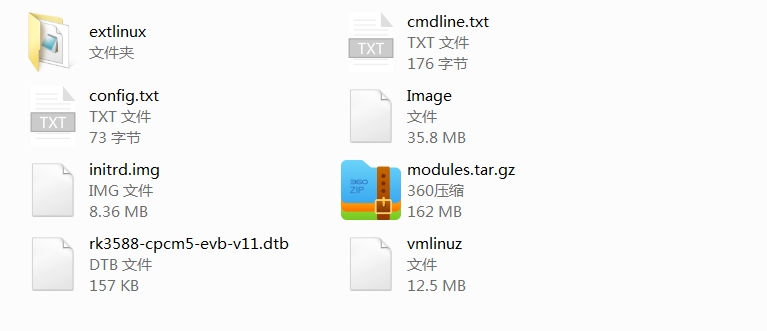 extlinux
文件夹
cmdline.txt
TXT 文件
176 字节
TXT
config.txt
TXT 文件
73 字节
TXT
Image
文件
35.8 MB
initrd.img
IMG 文件
8.36 MB
360
ZIP
modules.tar.gz
360压缩
162 MB
rk3588-cpcm5-evb-v11.dtb
DTB 文件
157 KB
vmlinuz
文件
12.5 MB